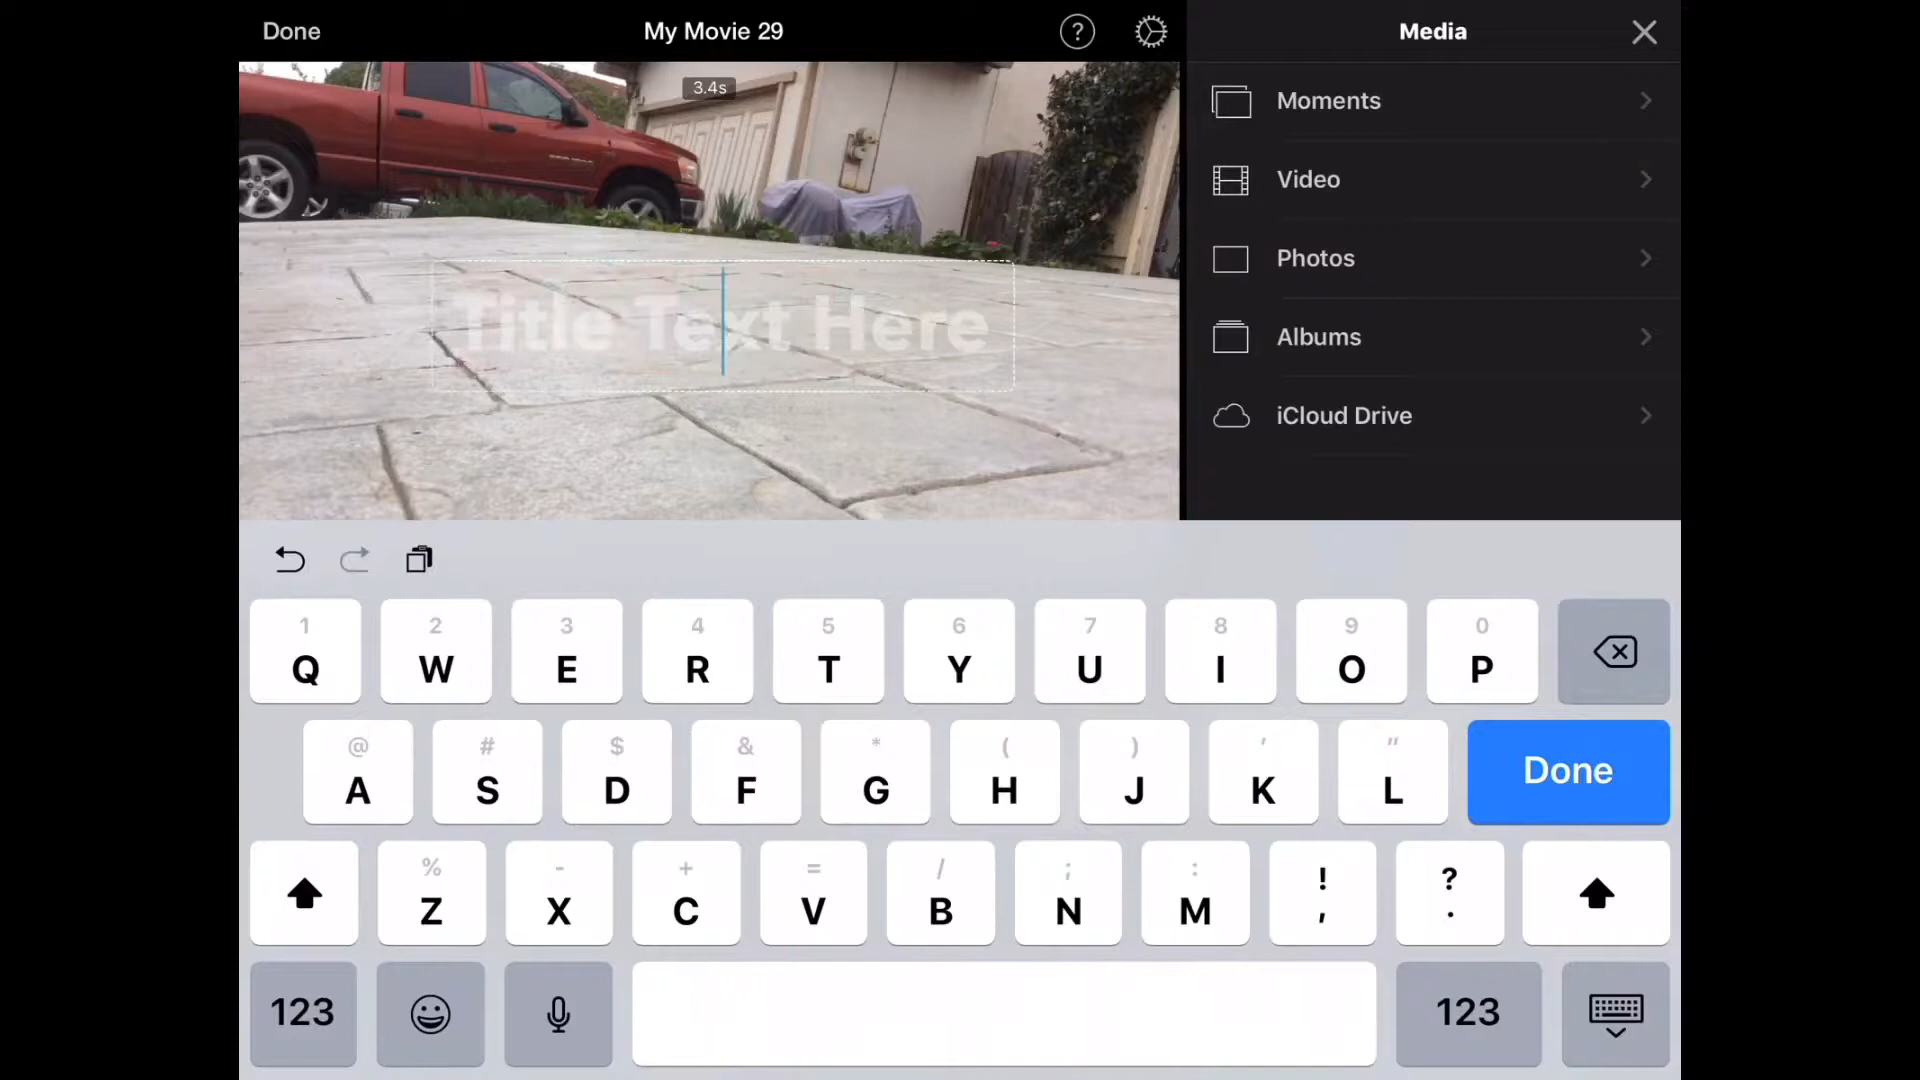 Done
My Movie 29
?
Media
3.4s
Moments
Video
Photos
Albums
iCloud Drive
Title Text Here
1 2 3 4 5 6 7 8 9 0
Q W E R T Y U I O P
@ # $ & * ( ) ' "
A S D F G H J K L Done
% - + = / ; : ! ?
Z X C V B N M , .
123 123